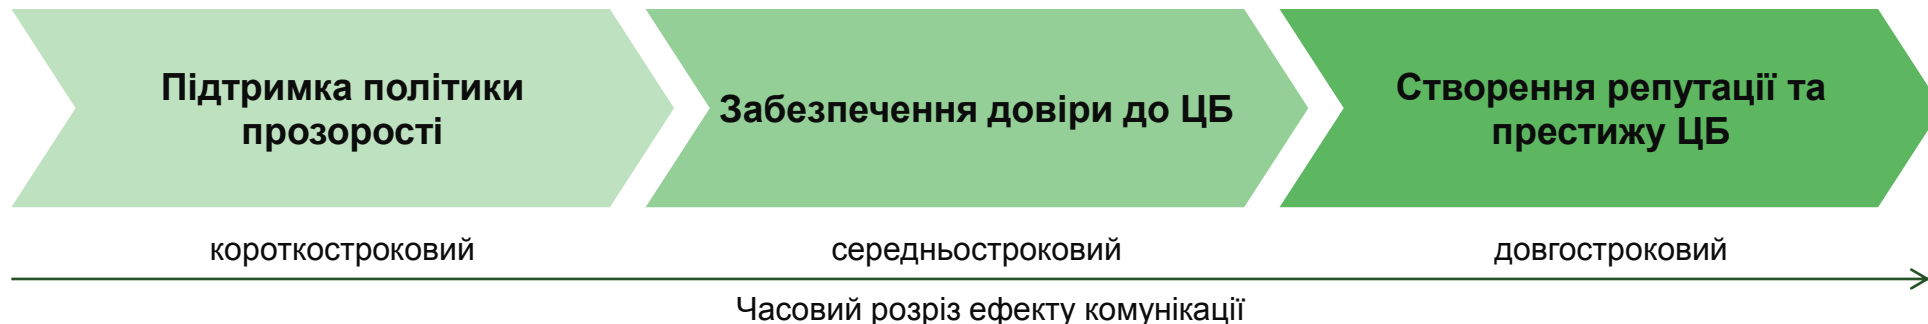 Підтримка політики
прозорості
Забезпечення довіри до ЦБ
Створення репутації та
престижу ЦБ
короткостроковий
середньостроковий
довгостроковий
Часовий розріз ефекту комунікації